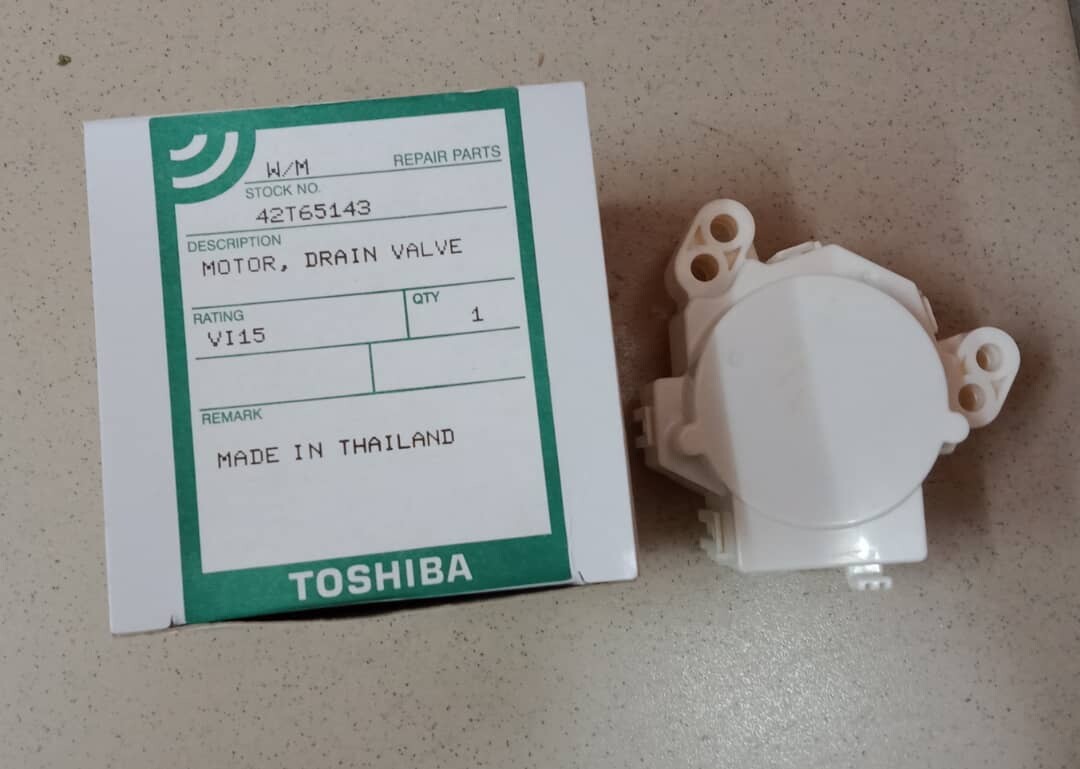 W/M
REPAIR PARTS
STOCK NO.
42T65143
DESCRIPTION
MOTOR, DRAIN VALVE
RATING
QTY
VI15
1
REMARK
MADE IN THAILAND
TOSHIBA